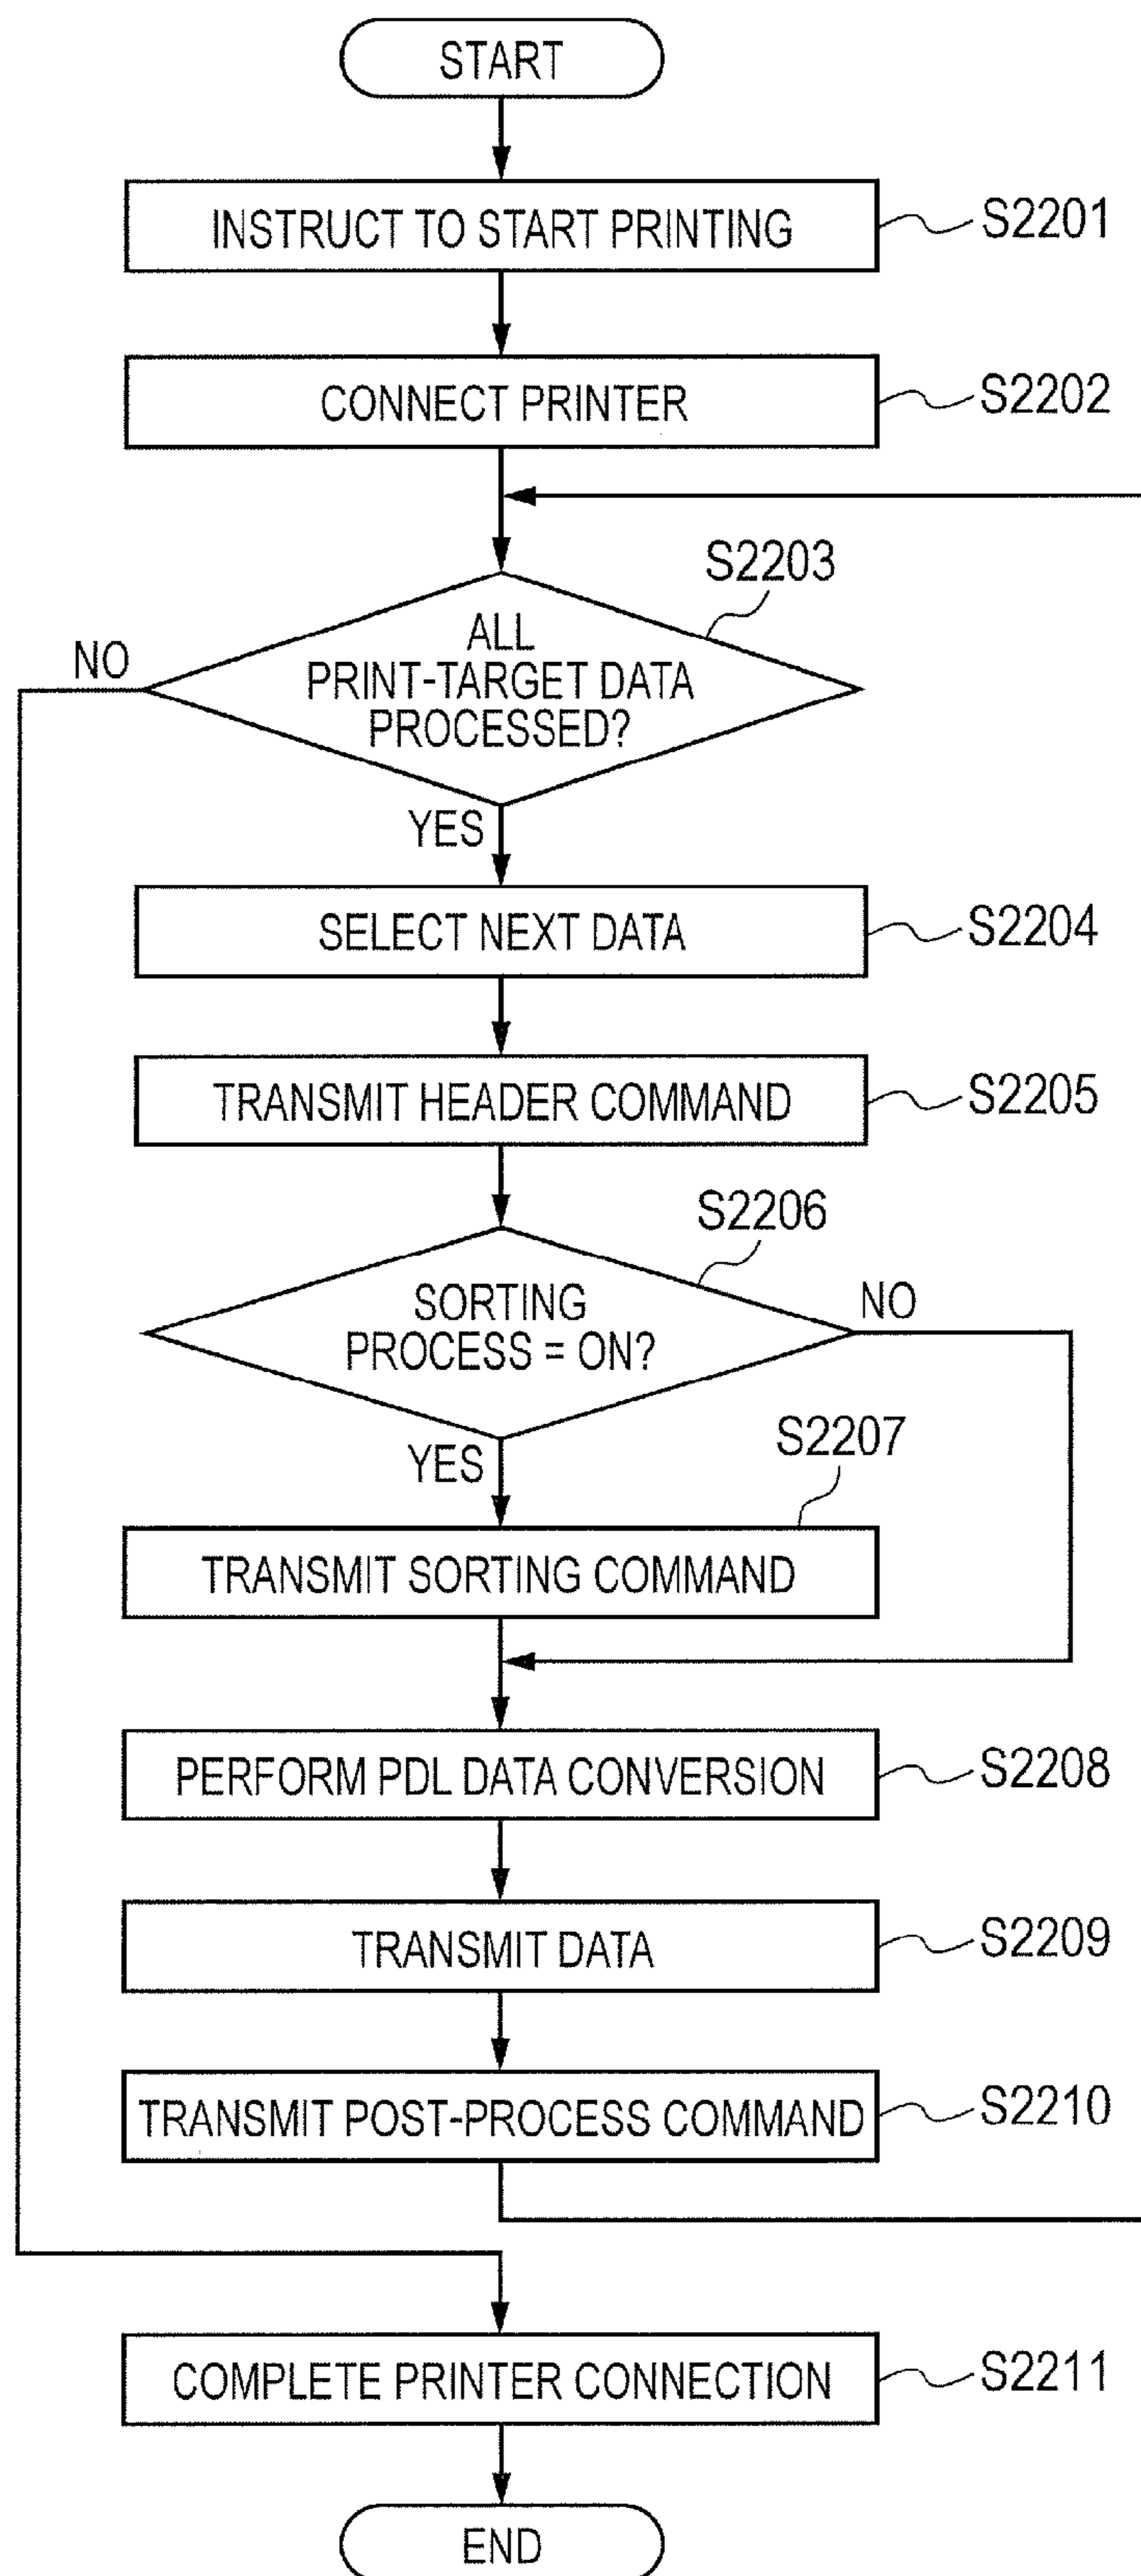 START
INSTRUCT TO START PRINTING
S2201
CONNECT PRINTER
S2202
S2203
ALL
PRINT-TARGET DATA
PROCESSED?
NO
YES
SELECT NEXT DATA
S2204
TRANSMIT HEADER COMMAND
S2205
S2206
SORTING
PROCESS = ON?
NO
YES
S2207
TRANSMIT SORTING COMMAND
PERFORM PDL DATA CONVERSION
S2208
TRANSMIT DATA
S2209
TRANSMIT POST-PROCESS COMMAND
S2210
COMPLETE PRINTER CONNECTION
S2211
END